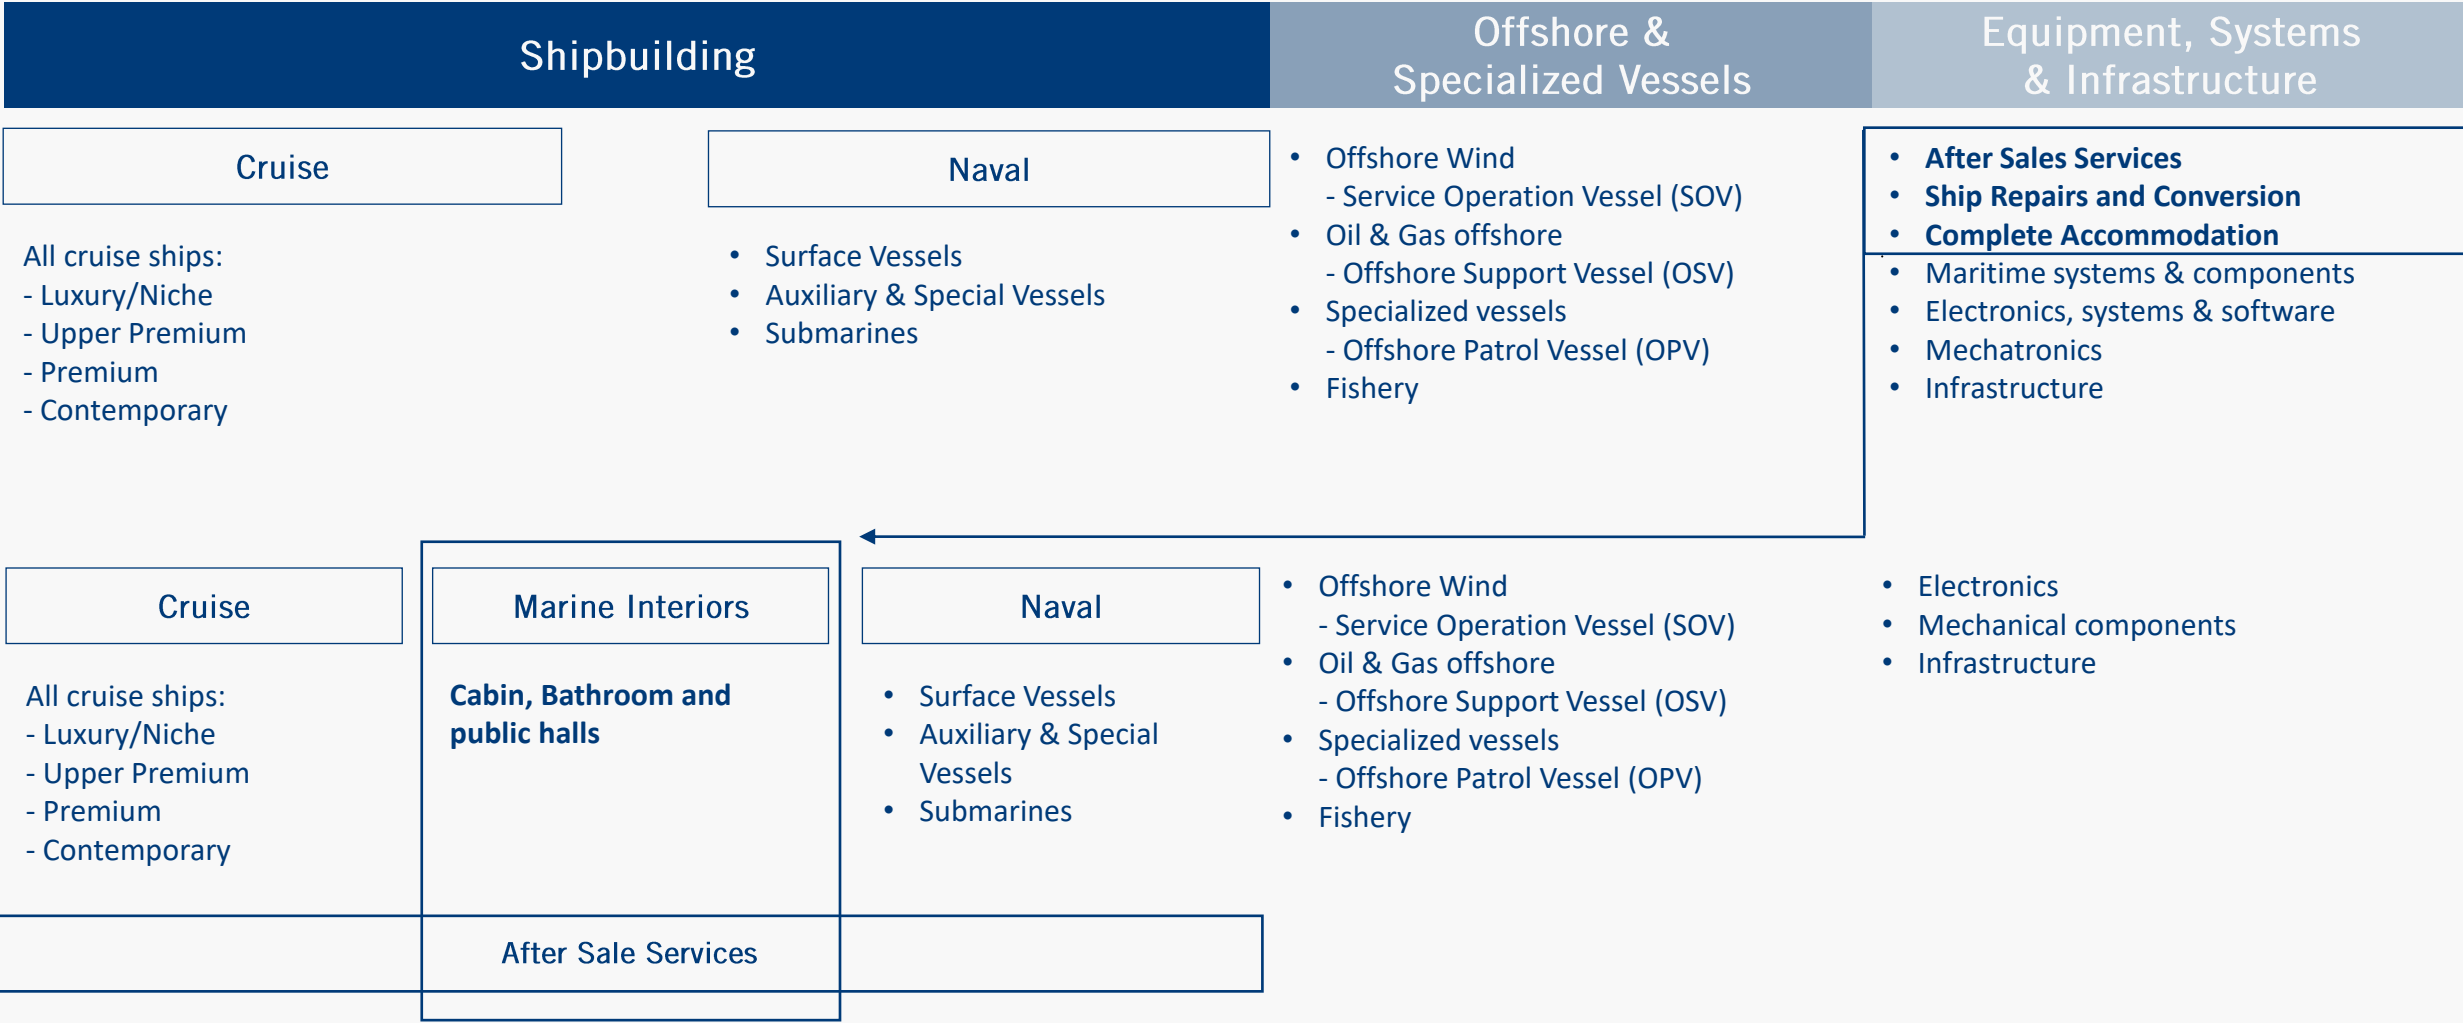 Shipbuilding
Offshore &
Specialized Vessels
Equipment, Systems
& Infrastructure
Cruise
All cruise ships:
- Luxury/Niche
- Upper Premium
- Premium
- Contemporary
Naval
• Surface Vessels
• Auxiliary & Special Vessels
• Submarines
• Offshore Wind
- Service Operation Vessel (SOV)
• Oil & Gas offshore
- Offshore Support Vessel (OSV)
• Specialized vessels
- Offshore Patrol Vessel (OPV)
• Fishery
• After Sales Services
• Ship Repairs and Conversion
• Complete Accommodation
• Maritime systems & components
• Electronics, systems & software
• Mechatronics
• Infrastructure
Cruise
All cruise ships:
- Luxury/Niche
- Upper Premium
- Premium
- Contemporary
Marine Interiors
Cabin, Bathroom and
public halls
Naval
• Surface Vessels
• Auxiliary & Special
Vessels
• Submarines
After Sale Services
• Offshore Wind
- Service Operation Vessel (SOV)
• Oil & Gas offshore
- Offshore Support Vessel (OSV)
• Specialized vessels
- Offshore Patrol Vessel (OPV)
• Fishery
• Electronics
• Mechanical components
• Infrastructure